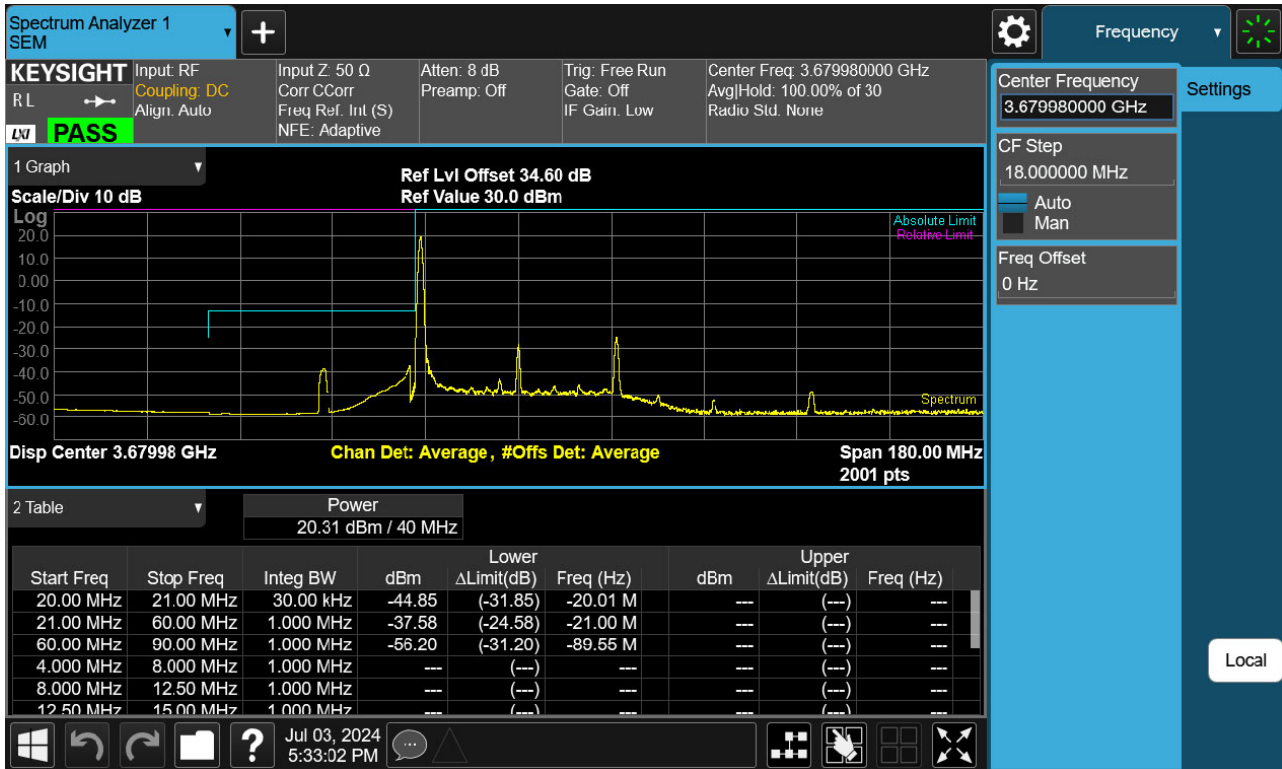 Spectrum Analyzer 1
SEM
+
Frequency
KEYSIGHT
R L
LXI
PASS
Input: RF
Coupling: DC
Align: Auto
Input Z: 50 Ω
Corr CCorr
Freq Ref: Int (S)
NFE: Adaptive
Atten: 8 dB
Preamp: Off
Trig: Free Run
Gate: Off
IF Gain: Low
Center Freq: 3.679980000 GHz
Avg|Hold: 100.00% of 30
Radio Std: None
Center Frequency
3.679980000 GHz
Settings
CF Step
18.000000 MHz
Auto
Man
Freq Offset
0 Hz
Local
1 Graph
Scale/Div 10 dB
Ref Lvl Offset 34.60 dB
Ref Value 30.0 dBm
Log
Absolute Limit
Relative Limit
20.0
10.0
0.00
-10.0
-20.0
-30.0
-40.0
-50.0
-60.0
Spectrum
Disp Center 3.67998 GHz
Chan Det: Average, #Offs Det: Average
Span 180.00 MHz
2001 pts
2 Table
Power
20.31 dBm / 40 MHz
Lower Upper
Start Freq Stop Freq Integ BW dBm ΔLimit(dB) Freq (Hz) dBm ΔLimit(dB) Freq (Hz)
20.00 MHz 21.00 MHz 30.00 kHz -44.85 (-31.85) -20.01 M --- (---) ---
21.00 MHz 60.00 MHz 1.000 MHz -37.58 (-24.58) -21.00 M --- (---) ---
60.00 MHz 90.00 MHz 1.000 MHz -56.20 (-31.20) -89.55 M --- (---) ---
4.000 MHz 8.000 MHz 1.000 MHz --- (---) --- --- (---) ---
8.000 MHz 12.50 MHz 1.000 MHz --- (---) --- --- (---) ---
12.50 MHz 15.00 MHz 1.000 MHz --- (---) --- --- (---) ---
?
Jul 03, 2024
5:33:02 PM